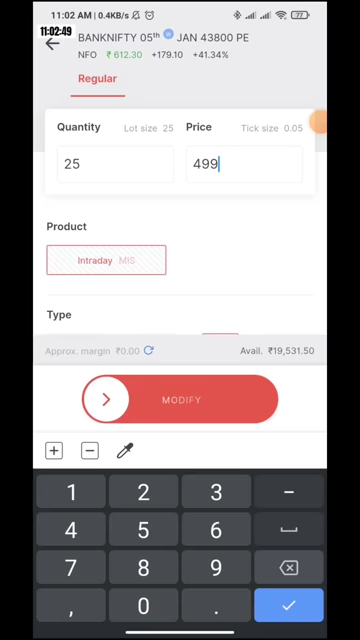 11:02 AM | 0.4KB/s
77
11:02:49
BANKNIFTY 05th W JAN 43800 PE
NFO ₹ 612.30 +179.10 +41.34%
Regular
Quantity Lot size 25 Price Tick size 0.05
25 499
Product
Intraday MIS
Type
Approx. margin ₹0.00 Avail. ₹19,531.50
MODIFY
+ −
1 2 3 −
4 5 6
7 8 9
, 0 .